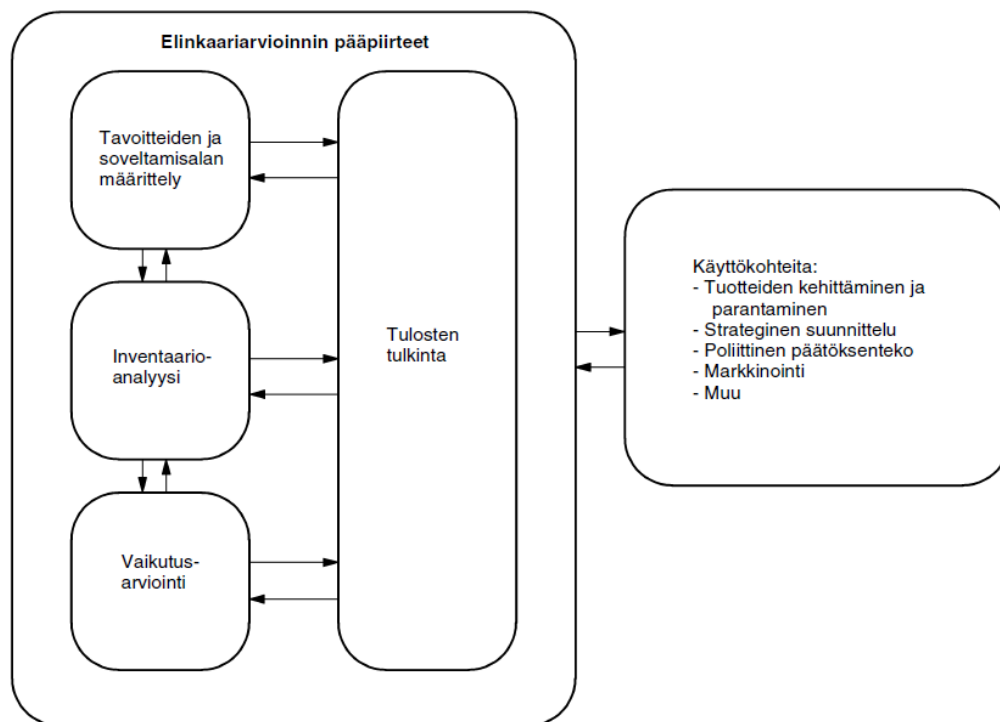 Elinkaariarvioinnin pääpiirteet
Tavoitteiden ja
soveltamisalan
määrittely
Inventaario-
analyysi
Vaikutus-
arviointi
Tulosten
tulkinta
Käyttökohteita:
- Tuotteiden kehittäminen ja
parantaminen
- Strateginen suunnittelu
- Poliittinen päätöksenteko
- Markkinointi
- Muu